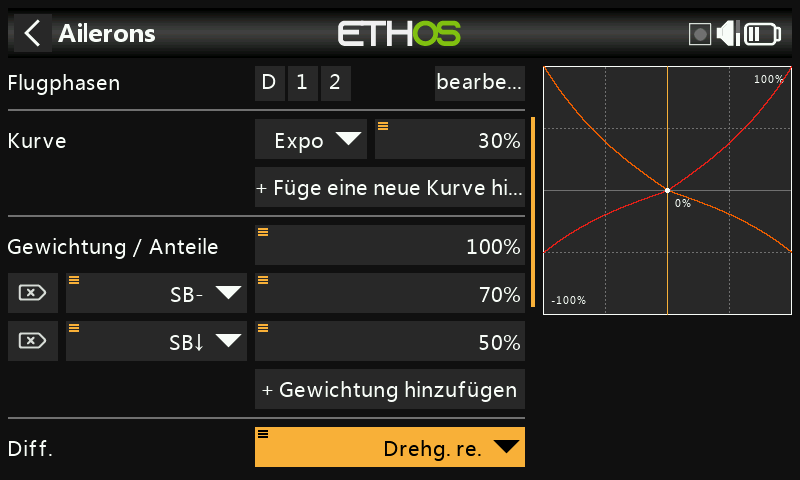 Ailerons
ETHOS
Flugphasen D 1 2 bearbe...
Kurve Expo 30%
+ Füge eine neue Kurve hi...
Gewichtung / Anteile 100%
SB- 70%
SB↓ 50%
+ Gewichtung hinzufügen
Diff. Drehg. re.
100%
0%
-100%